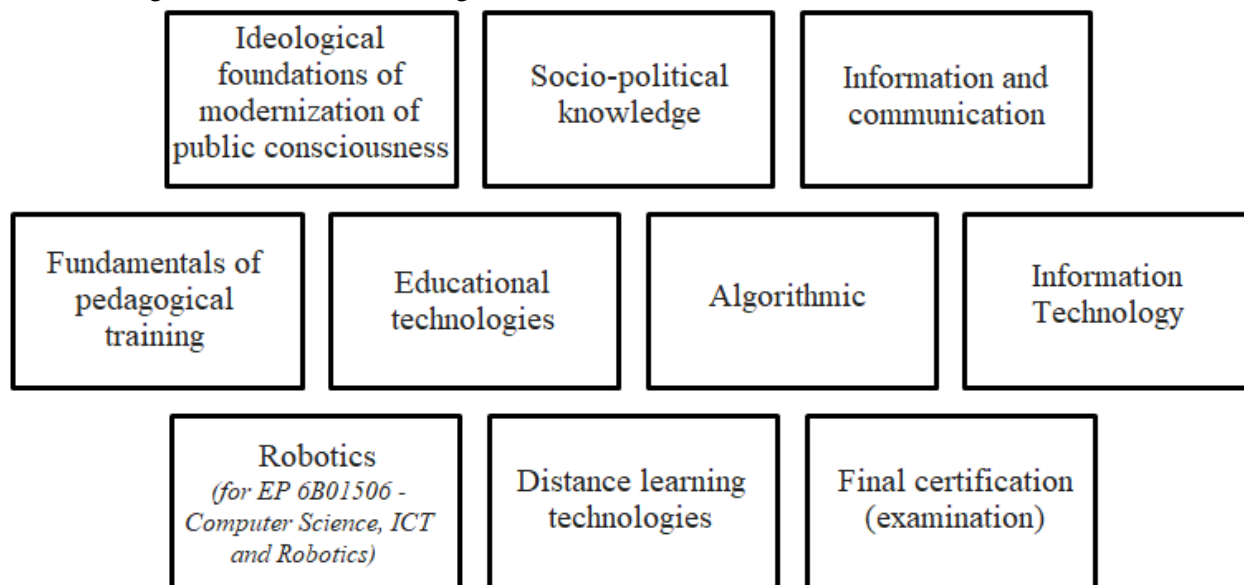 Ideological
foundations of
modernization of
public consciousness
Socio-political
knowledge
Information and
communication
Fundamentals of
pedagogical
training
Educational
technologies
Algorithmic
Information
Technology
Robotics
(for EP 6B01506 -
Computer Science, ICT
and Robotics)
Distance learning
technologies
Final certification
(examination)